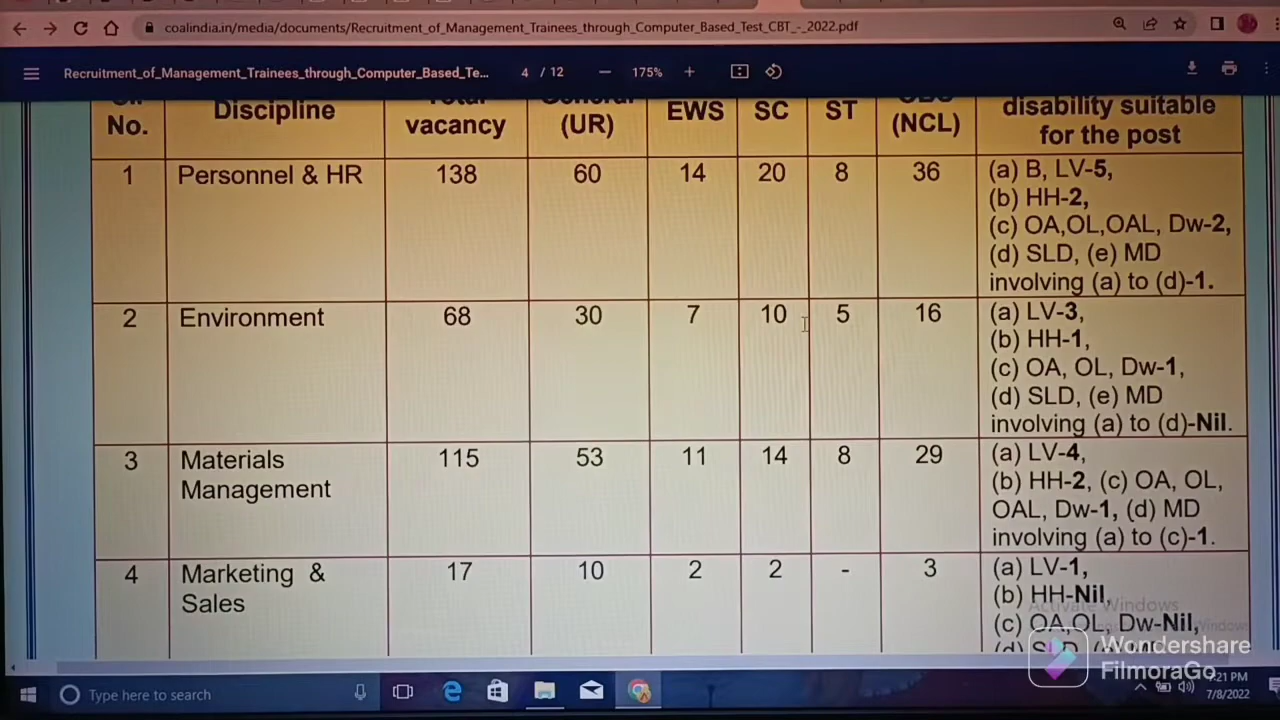 coalindia.in/media/documents/Recruitment_of_Management_Trainees_through_Computer_Based_Test_CBT_-_2022.pdf
Recruitment_of_Management_Trainees_through_Computer_Based_Te... 4 / 12 175%
No. Discipline vacancy (UR) EWS SC ST (NCL) disability suitable
for the post
1 Personnel & HR 138 60 14 20 8 36 (a) B, LV-5,
(b) HH-2,
(c) OA,OL,OAL, Dw-2,
(d) SLD, (e) MD
involving (a) to (d)-1.
2 Environment 68 30 7 10 5 16 (a) LV-3,
(b) HH-1,
(c) OA, OL, Dw-1,
(d) SLD, (e) MD
involving (a) to (d)-Nil.
3 Materials 115 53 11 14 8 29 (a) LV-4,
Management (b) HH-2, (c) OA, OL,
OAL, Dw-1, (d) MD
involving (a) to (c)-1.
4 Marketing & 17 10 2 2 - 3 (a) LV-1,
Sales (b) HH-Nil,
(c) OA,OL, Dw-Nil,
Activate Windows
Wondershare
FilmoraGo
Type here to search
:21 PM
7/8/2022